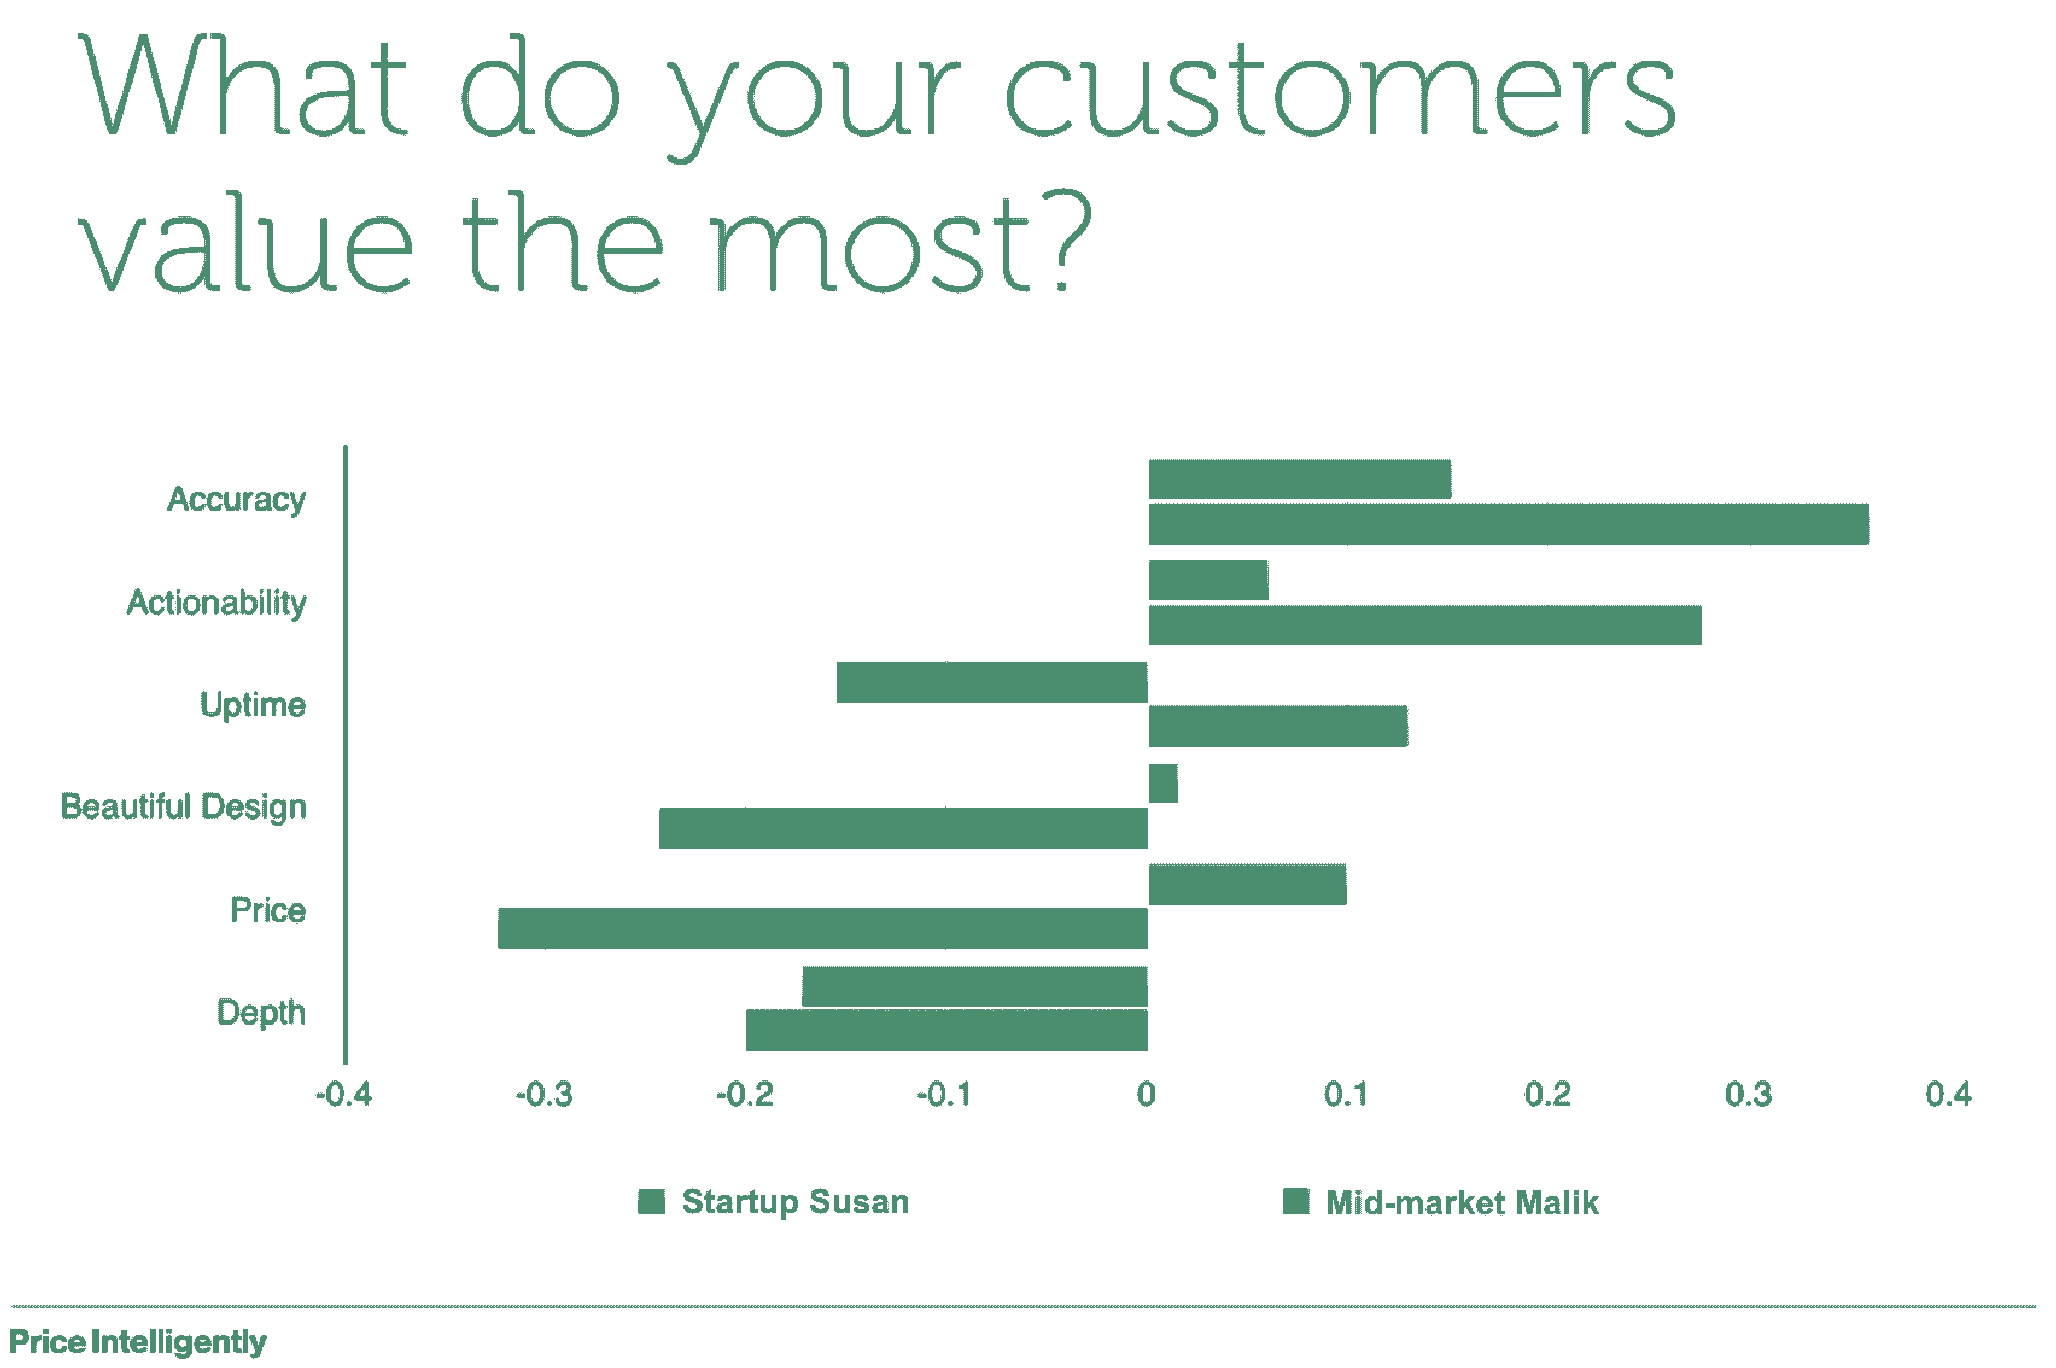 What do your customers
value the most?
Accuracy
Actionability
Uptime
Beautiful Design
Price
Depth
-0.4 -0.3 -0.2 -0.1 0 0.1 0.2 0.3 0.4
Startup Susan Mid-market Malik
Price Intelligently